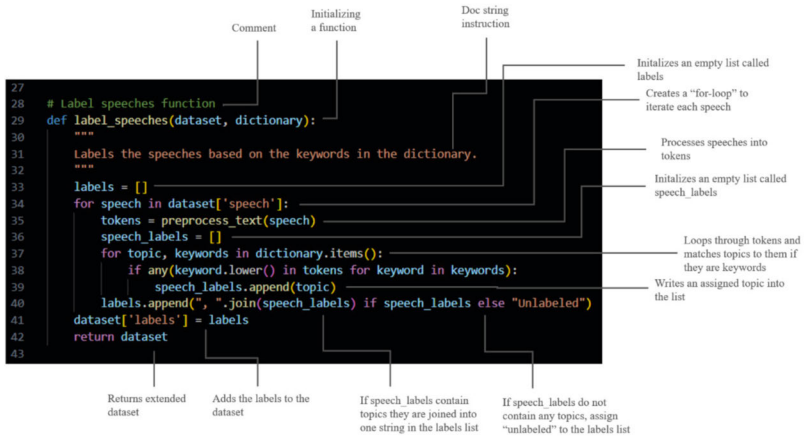 Comment
Initializing
a function
Doc string
instruction
Initalizes an empty list called
labels
Creates a “for-loop” to
iterate each speech
Processes speeches into
tokens
Initalizes an empty list called
speech_labels
Loops through tokens and
matches topics to them if
they are keywords
Writes an assigned topic into
the list
27
28 # Label speeches function
29 def label_speeches(dataset, dictionary):
30 """
31 Labels the speeches based on the keywords in the dictionary.
32 """
33 labels = []
34 for speech in dataset['speech']:
35 tokens = preprocess_text(speech)
36 speech_labels = []
37 for topic, keywords in dictionary.items():
38 if any(keyword.lower() in tokens for keyword in keywords):
39 speech_labels.append(topic)
40 labels.append(", ".join(speech_labels) if speech_labels else "Unlabeled")
41 dataset['labels'] = labels
42 return dataset
43
Returns extended
dataset
Adds the labels to the
dataset
If speech_labels contain
topics they are joined into
one string in the labels list
If speech_labels do not
contain any topics, assign
“unlabeled” to the labels list